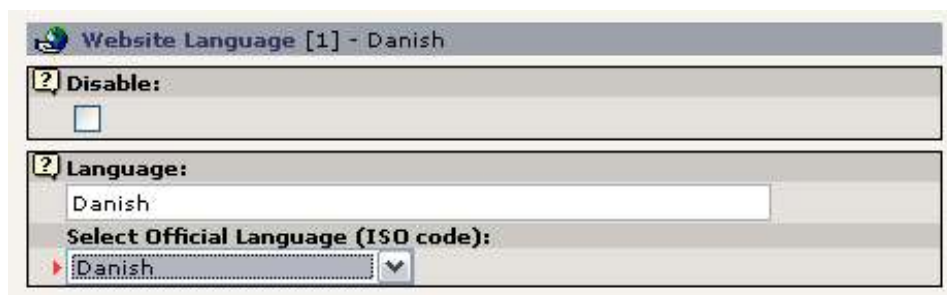 Website Language [1] - Danish
? Disable:
? Language:
Danish
Select Official Language (ISO code):
Danish